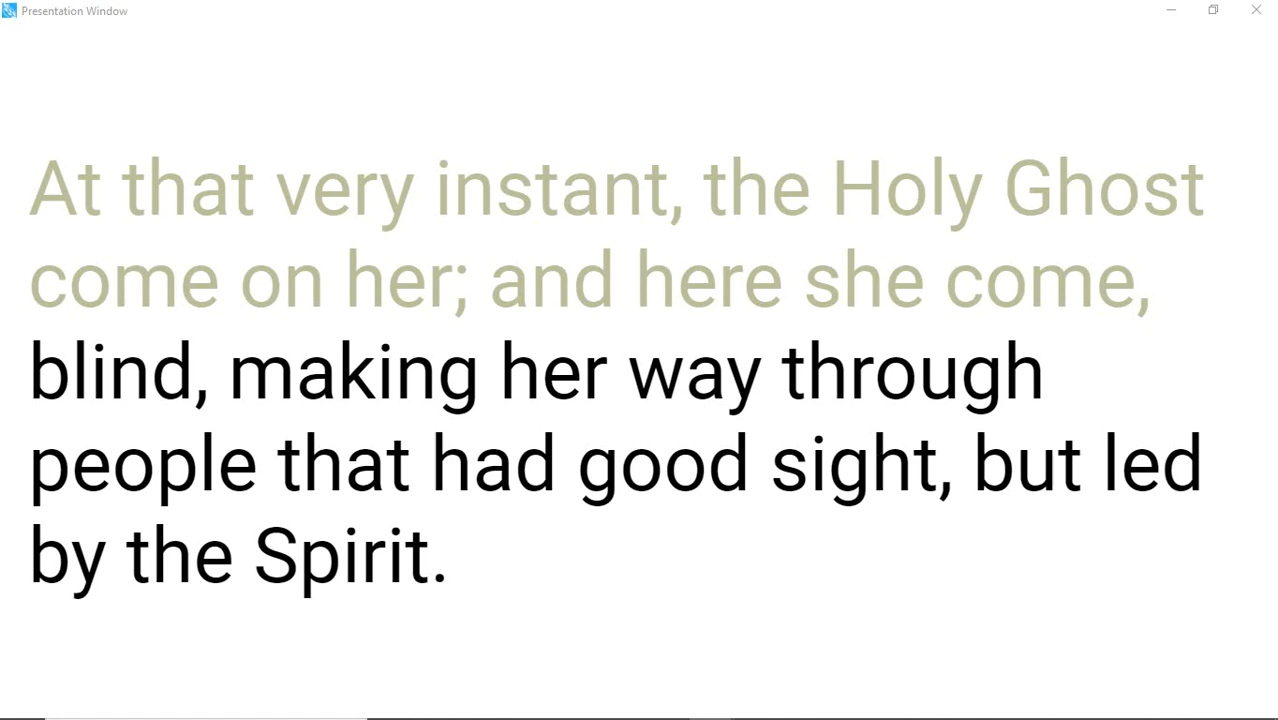 Presentation Window
At that very instant, the Holy Ghost
come on her; and here she come,
blind, making her way through
people that had good sight, but led
by the Spirit.